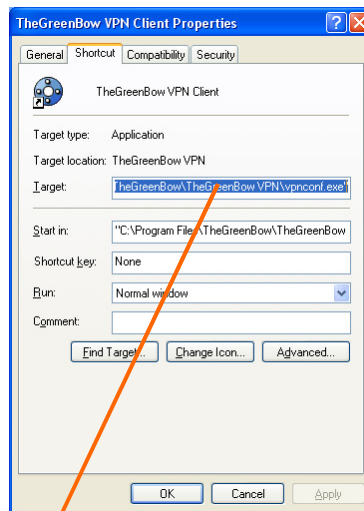 TheGreenBow VPN Client Properties
General Shortcut Compatibility Security
TheGreenBow VPN Client
Target type: Application
Target location: TheGreenBow VPN
Target: TheGreenBow\TheGreenBow VPN\vpnconf.exe"
Start in: "C:\Program Files\TheGreenBow\TheGreenBow
Shortcut key: None
Run: Normal window
Comment:
Find Target... Change Icon... Advanced...
OK Cancel Apply